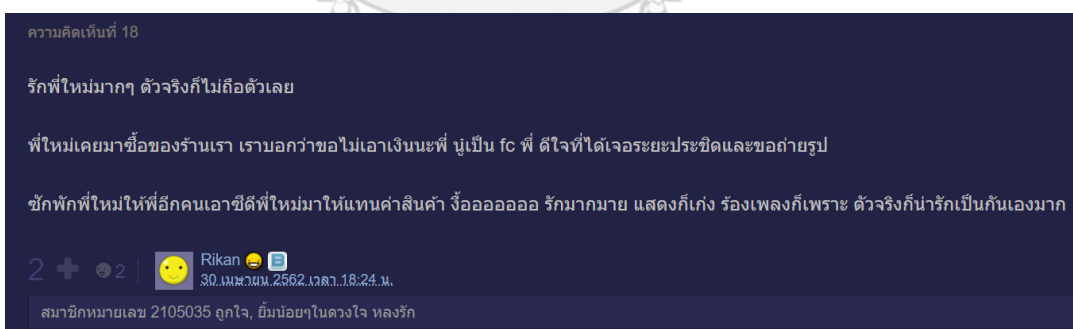 ความคิดเห็นที่ 18
รักพี่ใหม่มากๆ ตัวจริงก็ไม่ถือตัวเลย
พี่ใหม่เคยมาซื้อของร้านเรา เราบอกว่าขอไม่เอาเงินนะพี่ นู๋เป็น fc พี่ ดีใจที่ได้เจอระยะประชิดและขอถ่ายรูป
ซักพักพี่ใหม่ให้พี่อีกคนเอาซีดีพี่ใหม่มาให้แทนค่าสินค้า งื้อออออออ รักมากมาย แสดงก็เก่ง ร้องเพลงก็เพราะ ตัวจริงก็น่ารักเป็นกันเองมาก
2 2
Rikan B
30 เมษายน 2562 เวลา 18:24 น.
สมาชิกหมายเลข 2105035 ถูกใจ, ยิ้มน้อยๆในดวงใจ หลงรัก